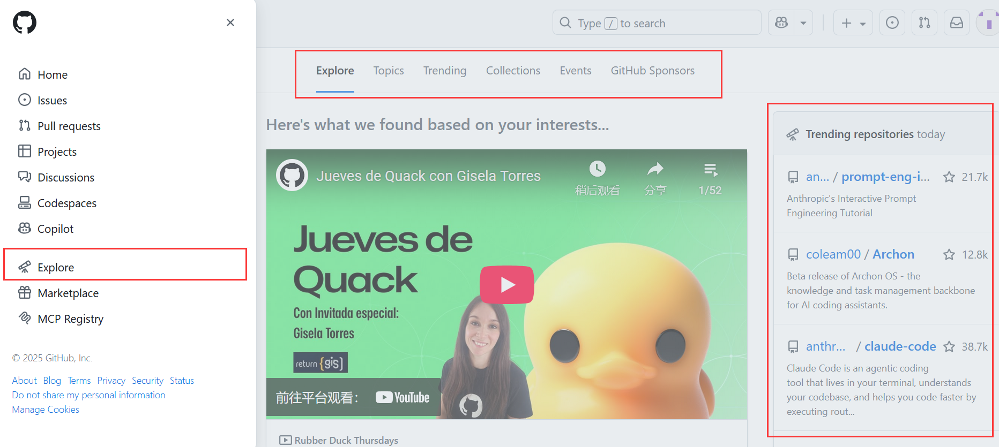 Home
Issues
Pull requests
Projects
Discussions
Codespaces
Copilot
Explore
Marketplace
MCP Registry
© 2025 GitHub, Inc.
About Blog Terms Privacy Security Status
Do not share my personal information
Manage Cookies
Type / to search
Explore Topics Trending Collections Events GitHub Sponsors
Here's what we found based on your interests...
Jueves de Quack con Gisela Torres
稍后观看 分享 1/52
Jueves de
Quack
Con Invitada especial:
Gisela Torres
return {gis}
前往平台观看： YouTube
Rubber Duck Thursdays
Trending repositories today
an... / prompt-eng-i... 21.7k
Anthropic's Interactive Prompt
Engineering Tutorial
coleam00 / Archon 12.8k
Beta release of Archon OS - the
knowledge and task management backbone
for AI coding assistants.
anthr... / claude-code 38.7k
Claude Code is an agentic coding
tool that lives in your terminal, understands
your codebase, and helps you code faster by
executing rout...